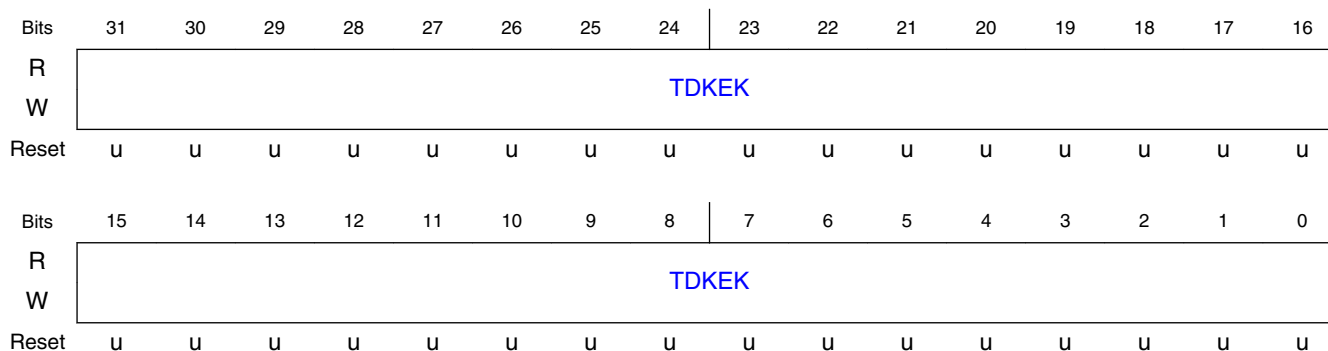 Bits 31 30 29 28 27 26 25 24 23 22 21 20 19 18 17 16
R
TDKEK
W
Reset u u u u u u u u u u u u u u u u
Bits 15 14 13 12 11 10 9 8 7 6 5 4 3 2 1 0
R
TDKEK
W
Reset u u u u u u u u u u u u u u u u